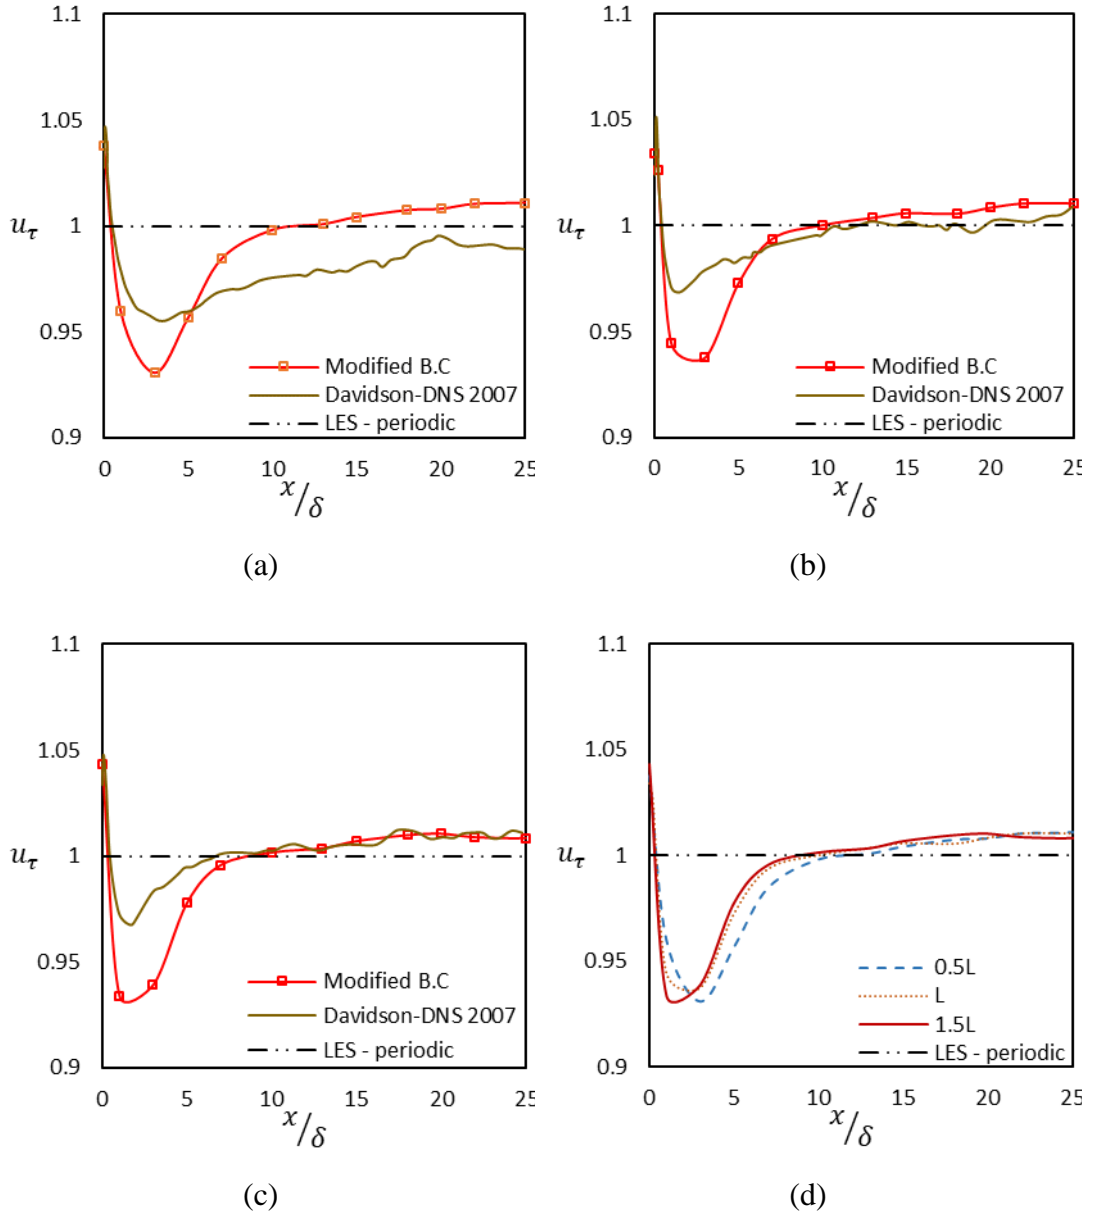 1.1
1.05
1
0.95
0.9
u_τ
Modified B.C
Davidson-DNS 2007
LES - periodic
0 5 10 15 20 25
x/δ
(a)
1.1
1.05
1
0.95
0.9
u_τ
Modified B.C
Davidson-DNS 2007
LES - periodic
0 5 10 15 20 25
x/δ
(b)
1.1
1.05
1
0.95
0.9
u_τ
Modified B.C
Davidson-DNS 2007
LES - periodic
0 5 10 15 20 25
x/δ
(c)
1.1
1.05
1
0.95
0.9
u_τ
0.5L
L
1.5L
LES - periodic
0 5 10 15 20 25
x/δ
(d)